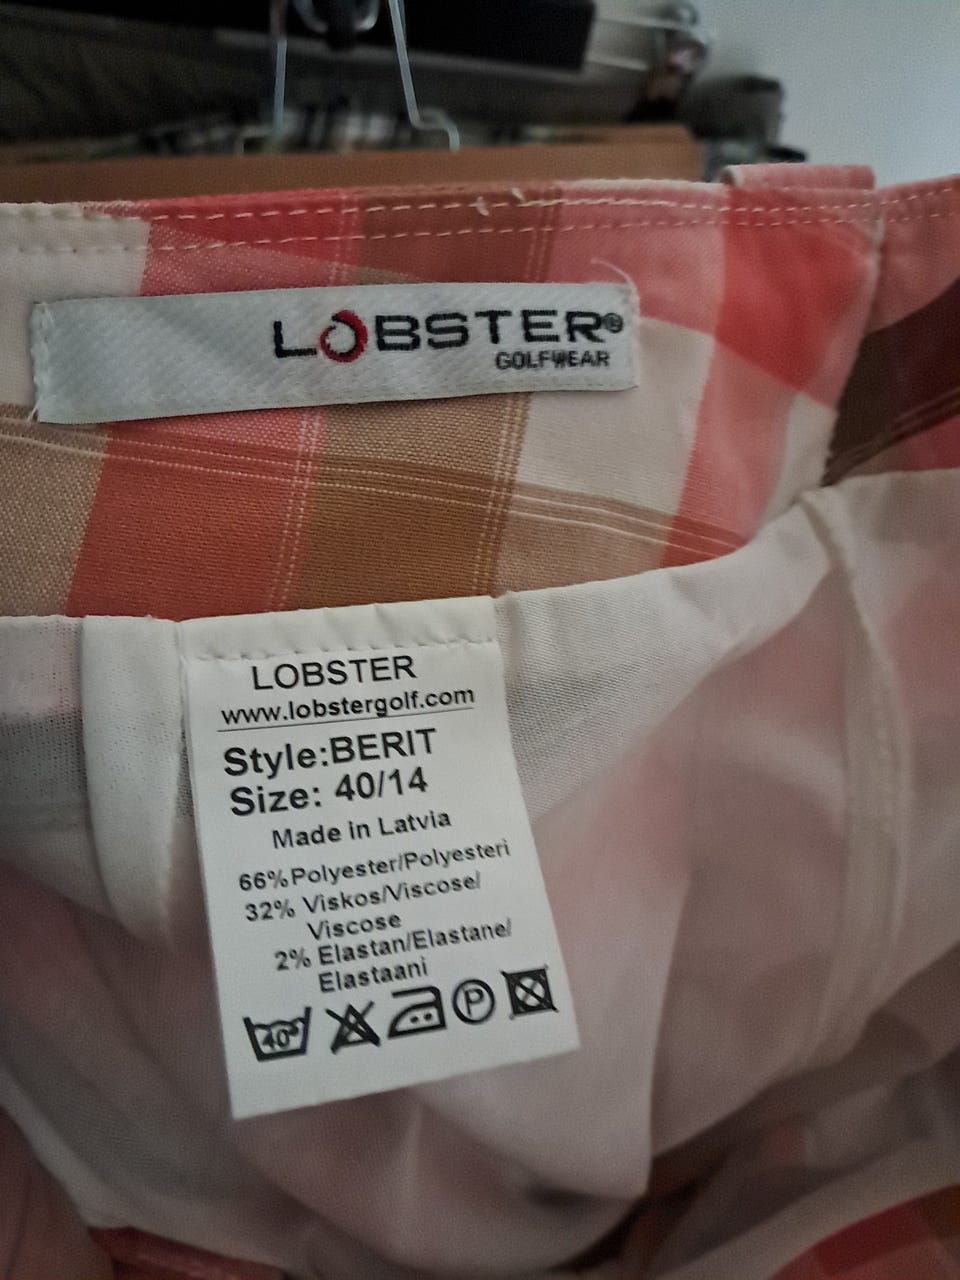 LOBSTER®
GOLFWEAR
LOBSTER
www.lobstergolf.com
Style:BERIT
Size: 40/14
Made in Latvia
66%Polyester/Polyesteri
32% Viskos/Viscose/
Viscose
2% Elastan/Elastane/
Elastaani
40° P